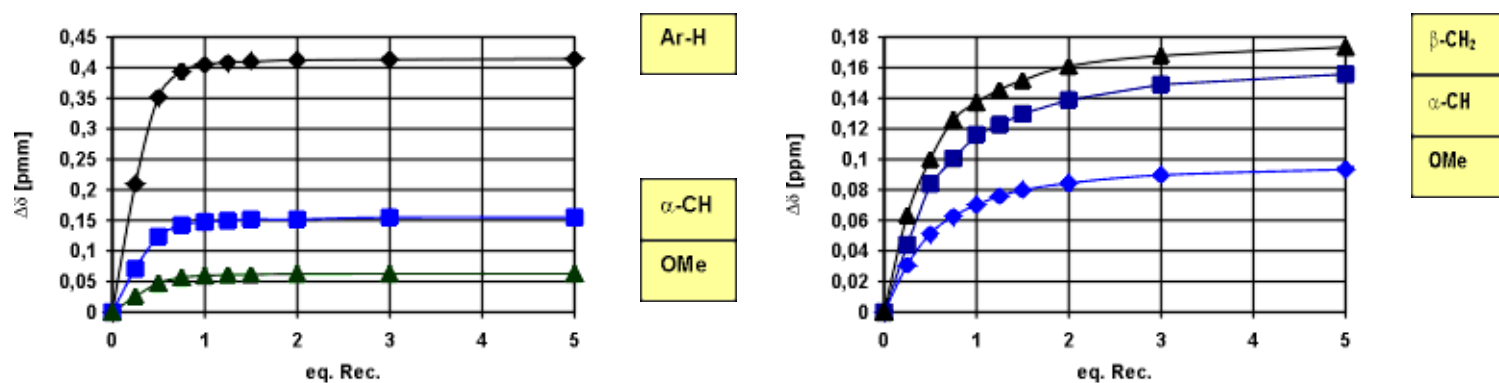 0,45
0,4
0,35
0,3
0,25
0,2
0,15
0,1
0,05
0
Δδ [pmm]
0 1 2 3 4 5
eq. Rec.
Ar-H
α-CH
OMe
0,18
0,16
0,14
0,12
0,1
0,08
0,06
0,04
0,02
0
Δδ [ppm]
0 1 2 3 4 5
eq. Rec.
β-CH₂
α-CH
OMe